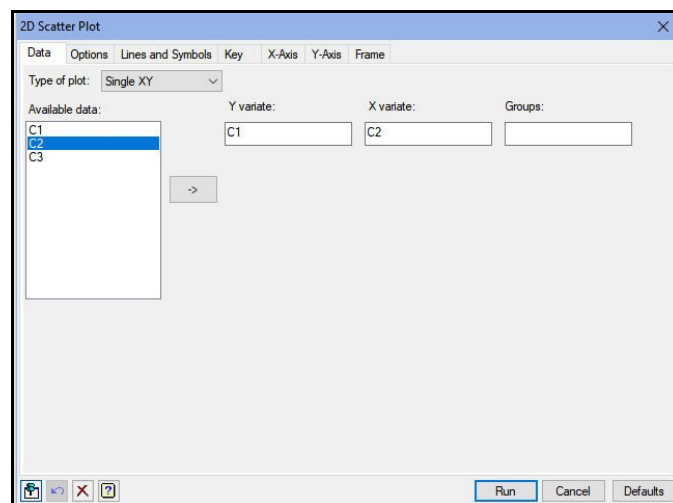 2D Scatter Plot
Data Options Lines and Symbols Key X-Axis Y-Axis Frame
Type of plot: Single XY
Available data: Y variate: X variate: Groups:
C1 C1 C2
C2
C3
->
Run Cancel Defaults